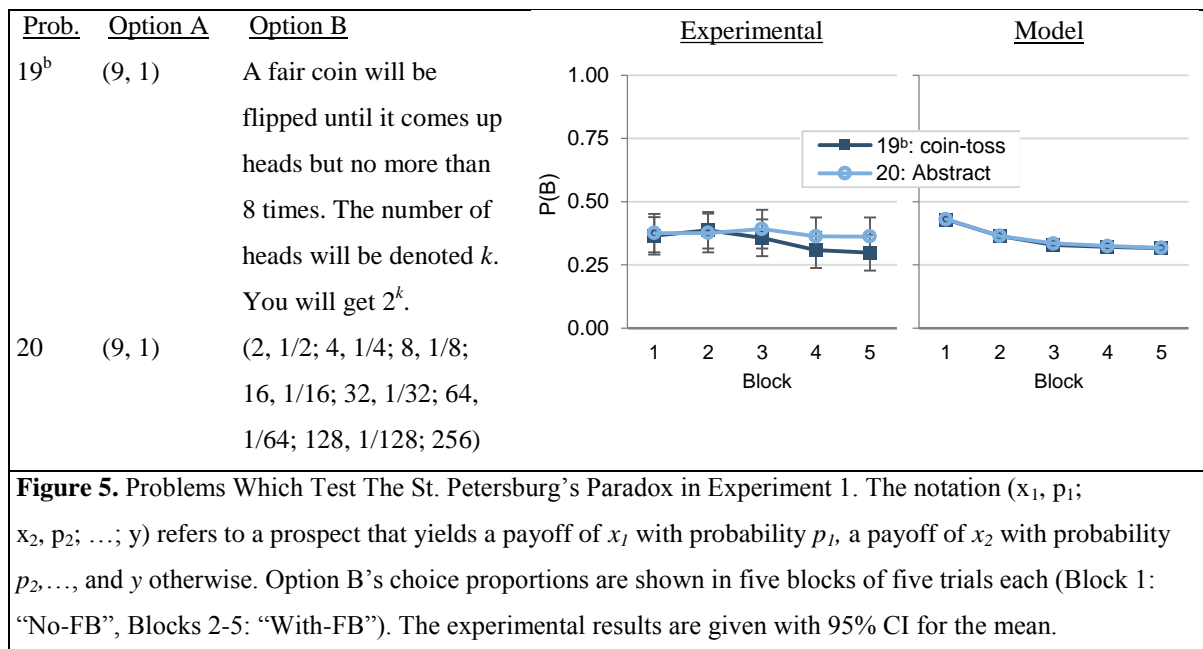 Prob. Option A Option B Experimental Model
19ᵇ (9, 1) A fair coin will be
flipped until it comes up
heads but no more than
8 times. The number of
heads will be denoted k.
You will get 2ᵏ.
20 (9, 1) (2, 1/2; 4, 1/4; 8, 1/8;
16, 1/16; 32, 1/32; 64,
1/64; 128, 1/128; 256)
P(B)
1.00
0.75
0.50
0.25
0.00
19ᵇ: coin-toss
20: Abstract
1 2 3 4 5
Block
1 2 3 4 5
Block
Figure 5. Problems Which Test The St. Petersburg’s Paradox in Experiment 1. The notation (x₁, p₁;
x₂, p₂; …; y) refers to a prospect that yields a payoff of x₁ with probability p₁, a payoff of x₂ with probability
p₂,…, and y otherwise. Option B’s choice proportions are shown in five blocks of five trials each (Block 1:
“No-FB”, Blocks 2-5: “With-FB”). The experimental results are given with 95% CI for the mean.